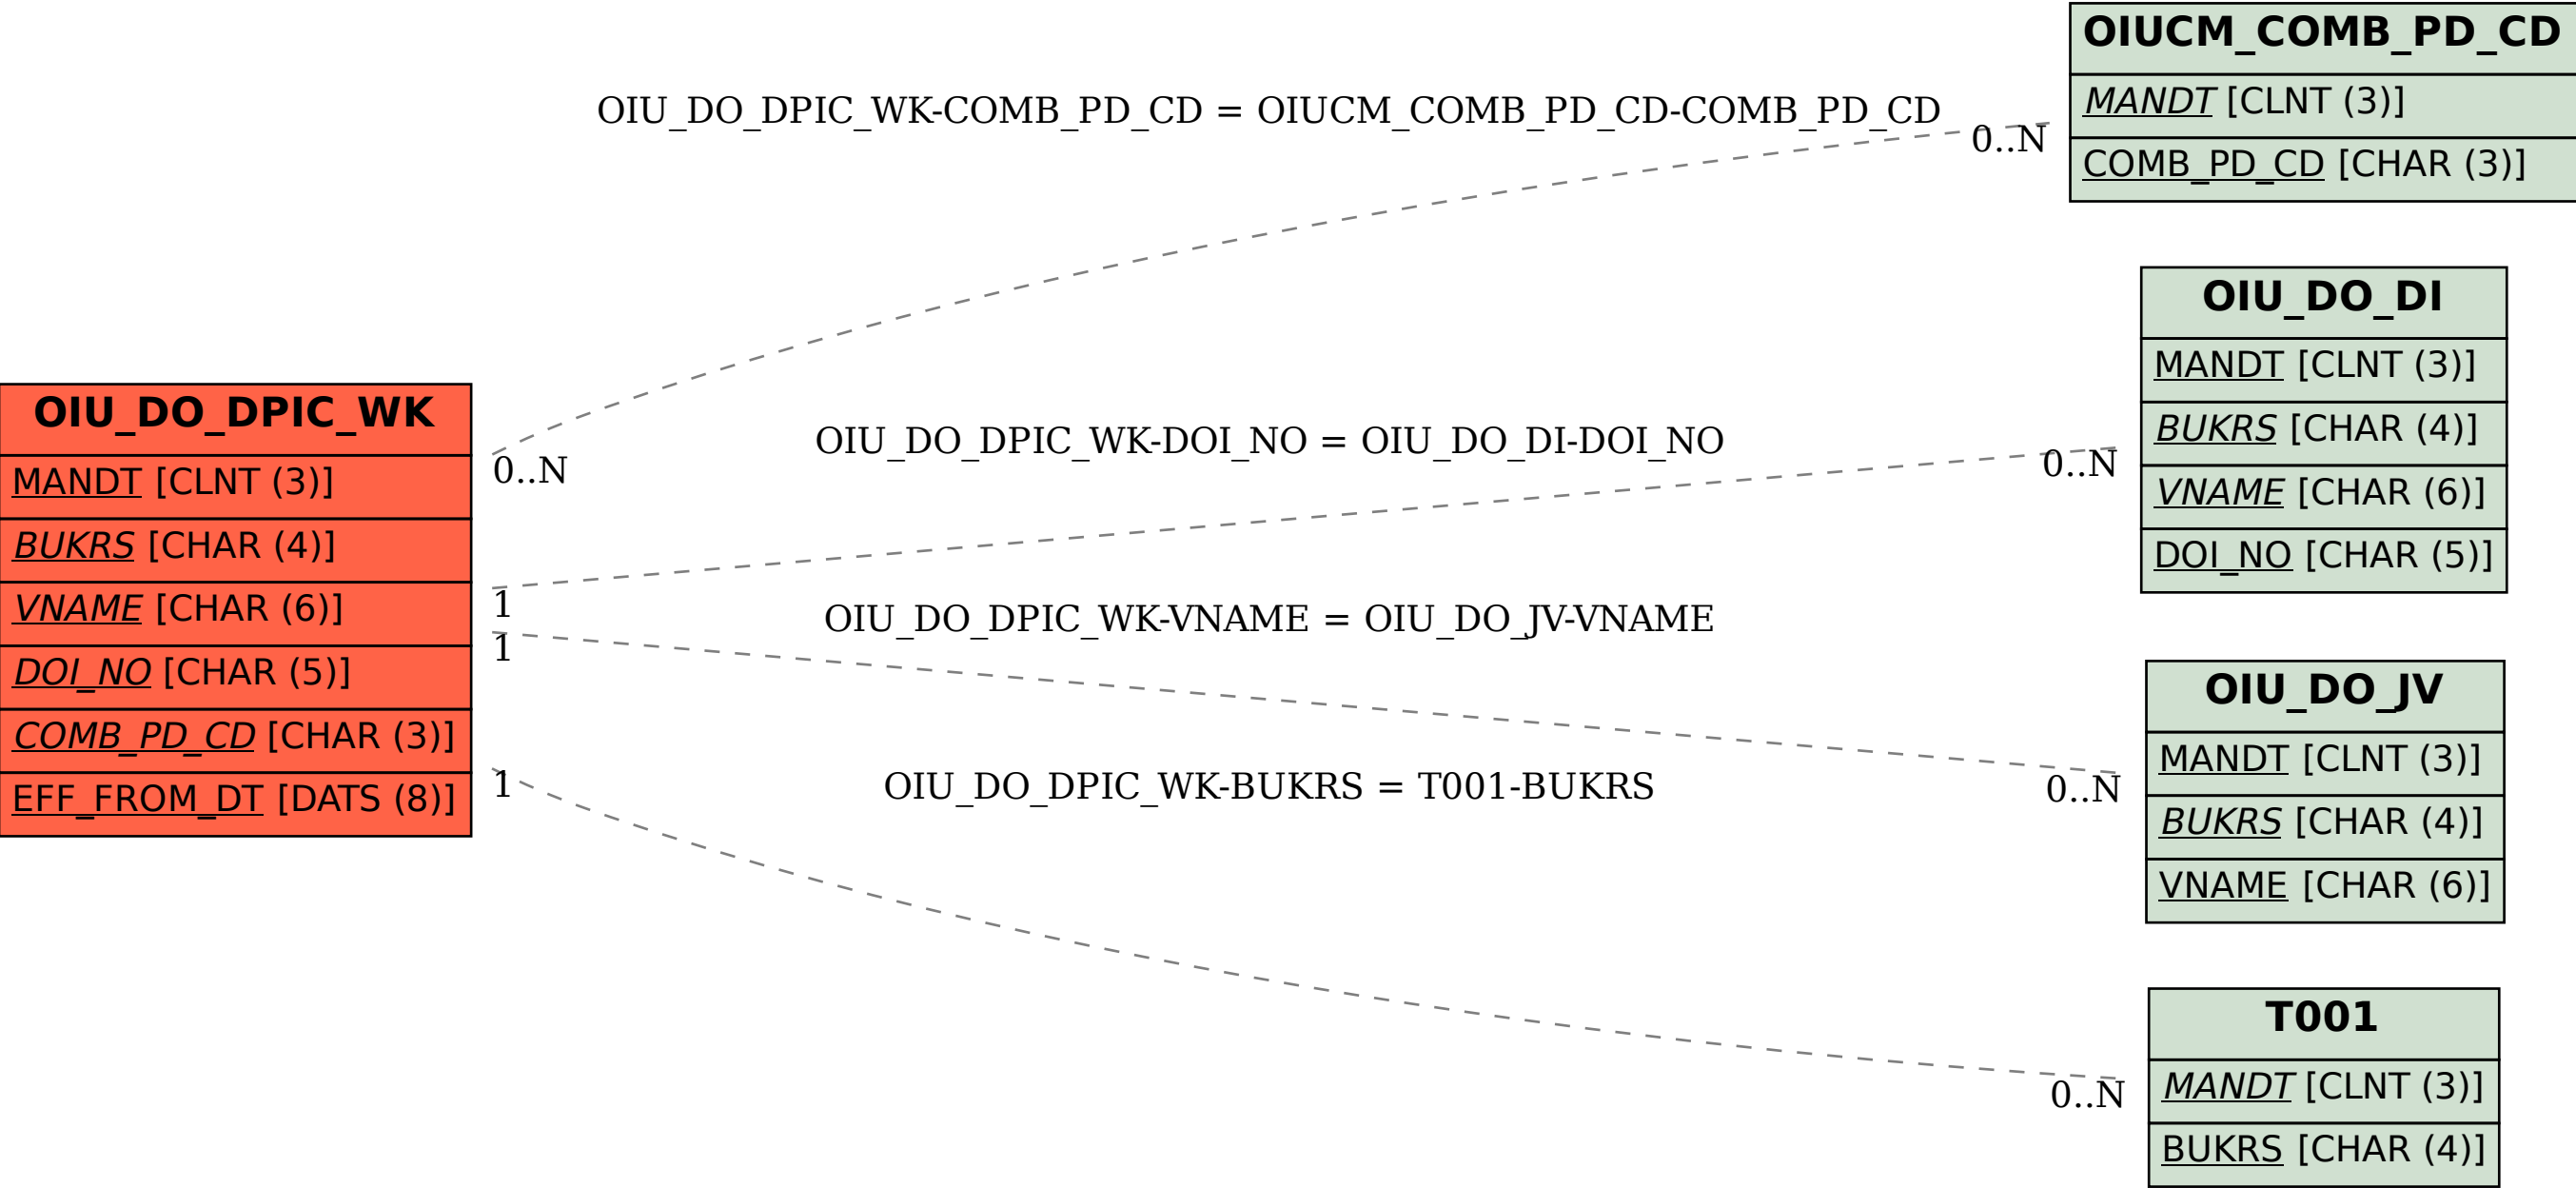 OIUCM_COMB_PD_CD
MANDT [CLNT (3)]
COMB_PD_CD [CHAR (3)]
OIU_DO_DPIC_WK-COMB_PD_CD = OIUCM_COMB_PD_CD-COMB_PD_CD
0..N
0..N
OIU_DO_DI
MANDT [CLNT (3)]
BUKRS [CHAR (4)]
VNAME [CHAR (6)]
DOI_NO [CHAR (5)]
OIU_DO_DPIC_WK
MANDT [CLNT (3)]
BUKRS [CHAR (4)]
VNAME [CHAR (6)]
DOI_NO [CHAR (5)]
COMB_PD_CD [CHAR (3)]
EFF_FROM_DT [DATS (8)]
OIU_DO_DPIC_WK-DOI_NO = OIU_DO_DI-DOI_NO
0..N
1
OIU_DO_DPIC_WK-VNAME = OIU_DO_JV-VNAME
1
0..N
OIU_DO_JV
MANDT [CLNT (3)]
BUKRS [CHAR (4)]
VNAME [CHAR (6)]
OIU_DO_DPIC_WK-BUKRS = T001-BUKRS
1
0..N
T001
MANDT [CLNT (3)]
BUKRS [CHAR (4)]